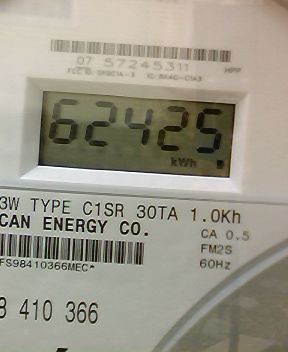 07 57245311
62425
kWh
3W TYPE C1SR 30TA 1.0Kh
CAN ENERGY CO. CA 0.5
FM2S
FS98410366MEC* 60Hz
8 410 366